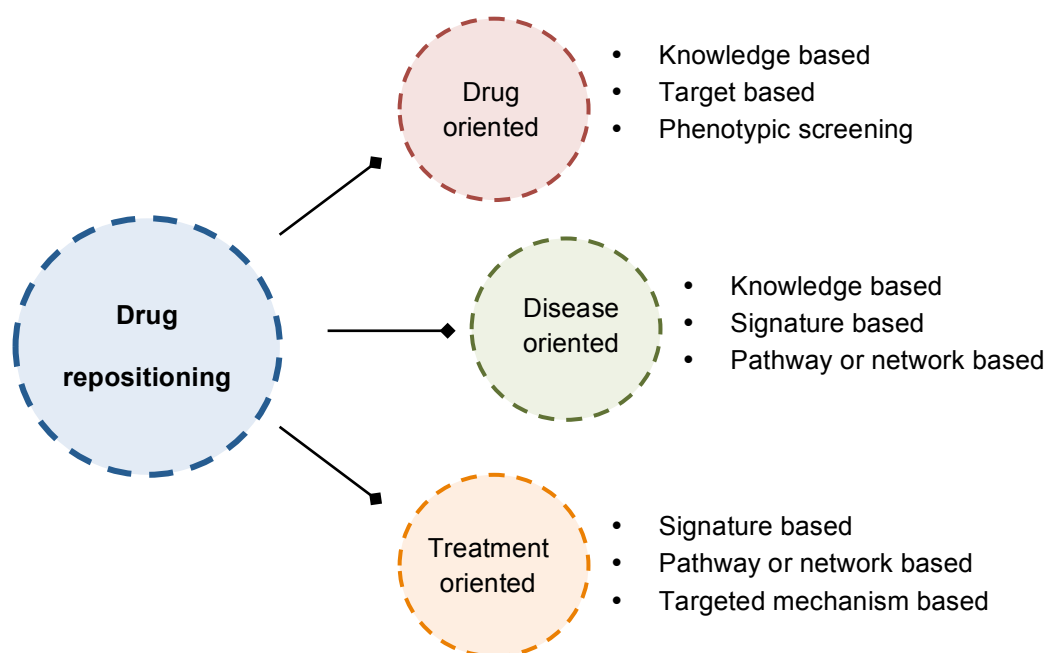 Drug
repositioning
Drug
oriented
• Knowledge based
• Target based
• Phenotypic screening
Disease
oriented
• Knowledge based
• Signature based
• Pathway or network based
Treatment
oriented
• Signature based
• Pathway or network based
• Targeted mechanism based